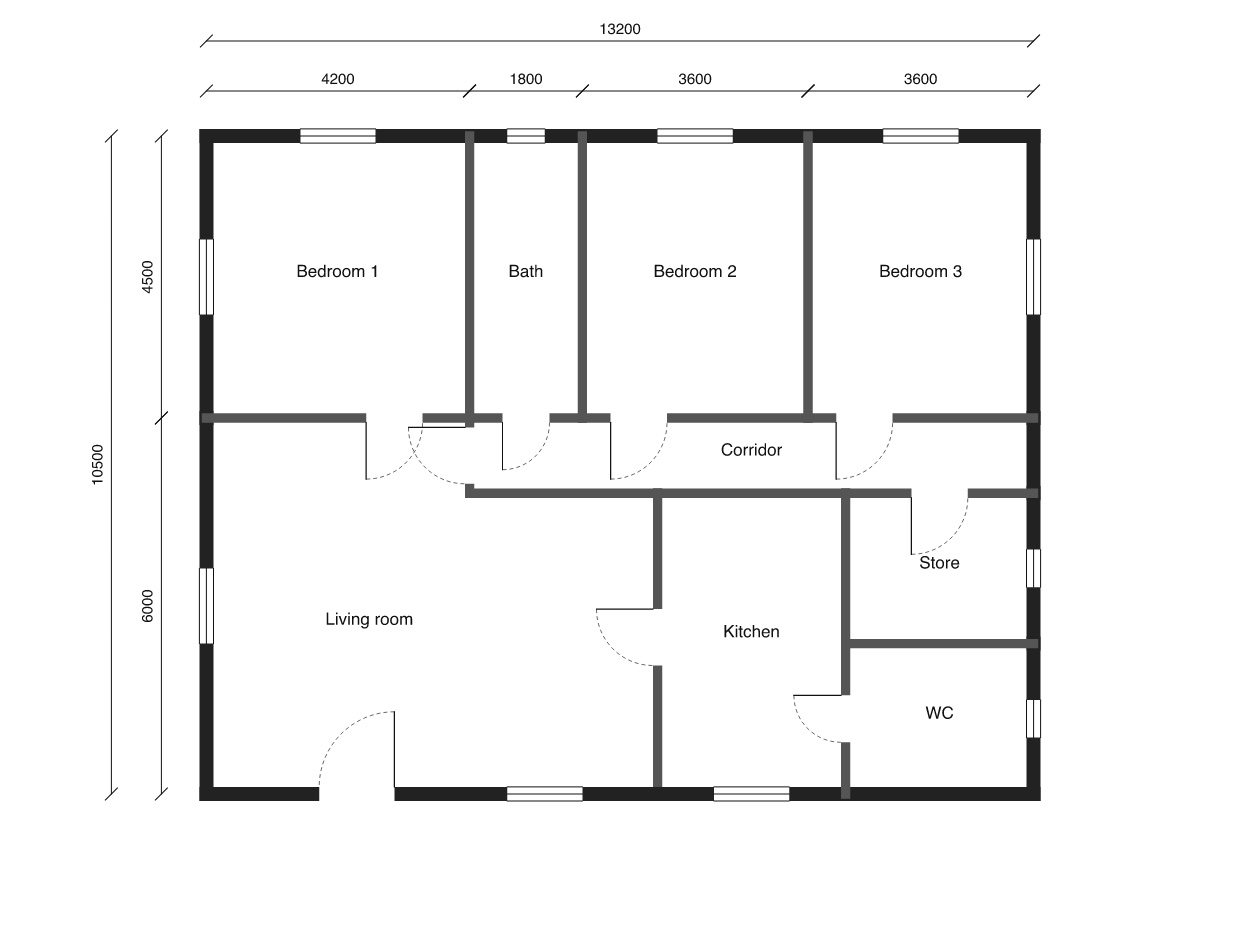 13200
4200
1800
3600
3600
4500
10500
6000
Bedroom 1
Bath
Bedroom 2
Bedroom 3
Corridor
Store
Living room
Kitchen
WC